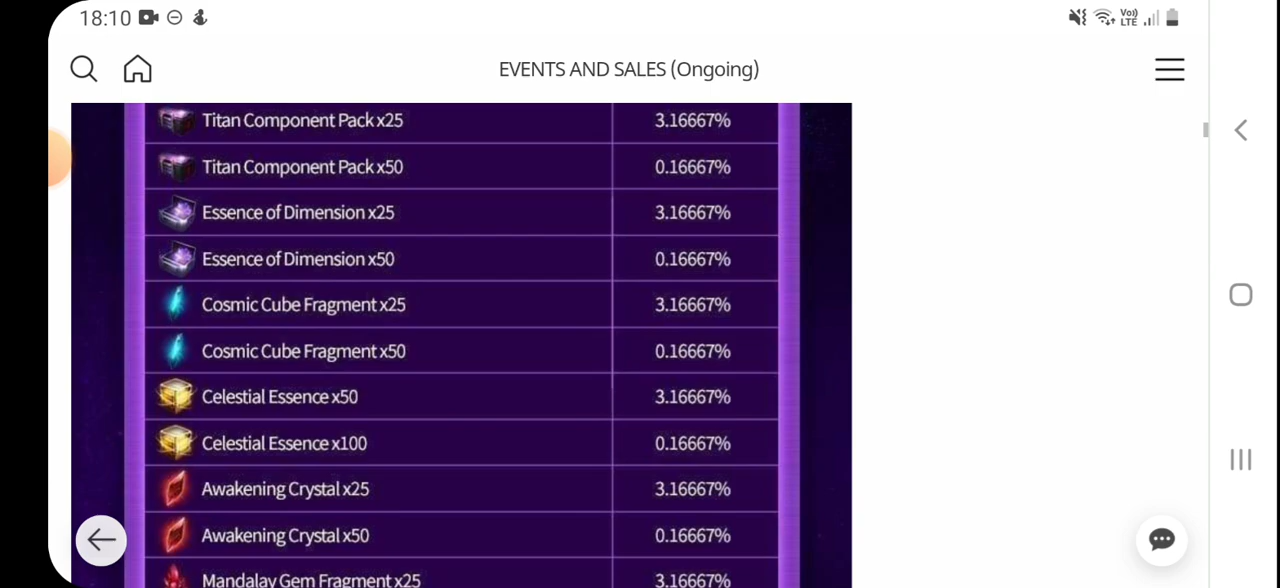 18:10
Vo)) LTE
EVENTS AND SALES (Ongoing)
Titan Component Pack x25 3.16667%
Titan Component Pack x50 0.16667%
Essence of Dimension x25 3.16667%
Essence of Dimension x50 0.16667%
Cosmic Cube Fragment x25 3.16667%
Cosmic Cube Fragment x50 0.16667%
Celestial Essence x50 3.16667%
Celestial Essence x100 0.16667%
Awakening Crystal x25 3.16667%
Awakening Crystal x50 0.16667%
Mandalay Gem Fragment x25 3.16667%